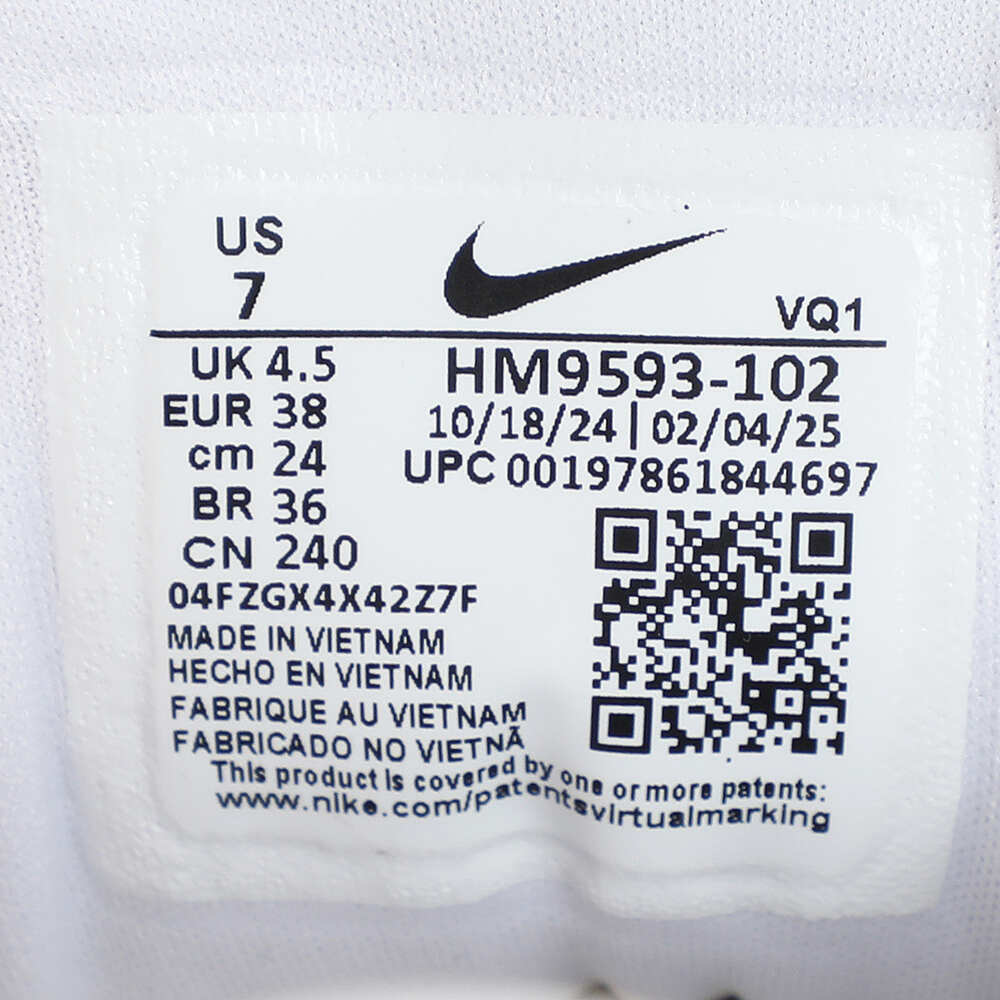 US
7
VQ1
UK 4.5
EUR 38
cm 24
BR 36
CN 240
HM9593-102
10/18/24 | 02/04/25
UPC 00197861844697
04FZGX4X42Z7F
MADE IN VIETNAM
HECHO EN VIETNAM
FABRIQUE AU VIETNAM
FABRICADO NO VIETNÃ
This product is covered by one or more patents:
www.nike.com/patentsvirtualmarking